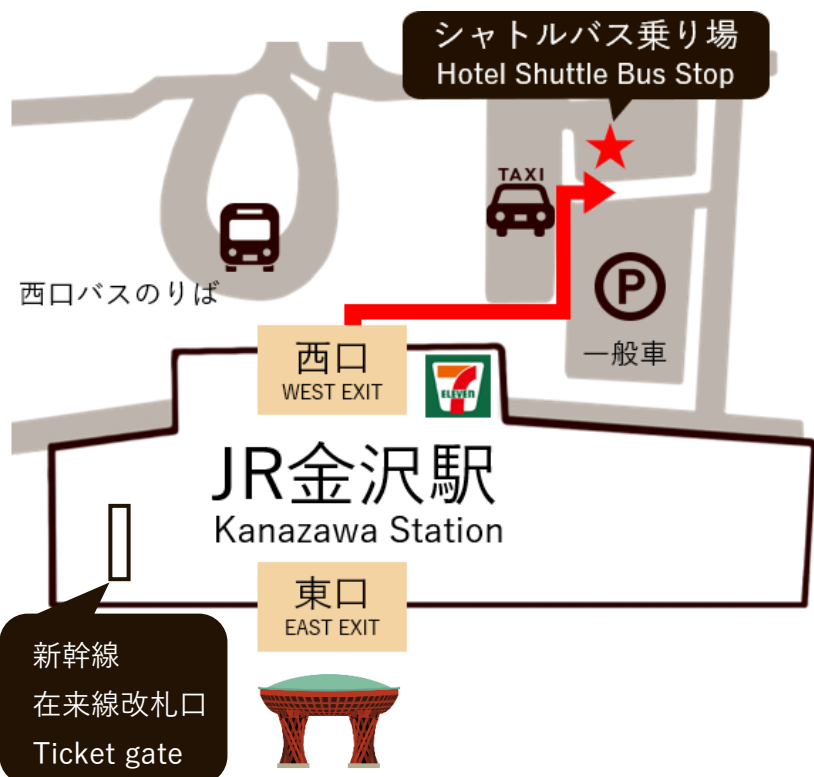 シャトルバス乗り場
Hotel Shuttle Bus Stop
TAXI
西口バスのりば
P
一般車
西口
WEST EXIT
7
ELEVEN
JR金沢駅
Kanazawa Station
東口
EAST EXIT
新幹線
在来線改札口
Ticket gate